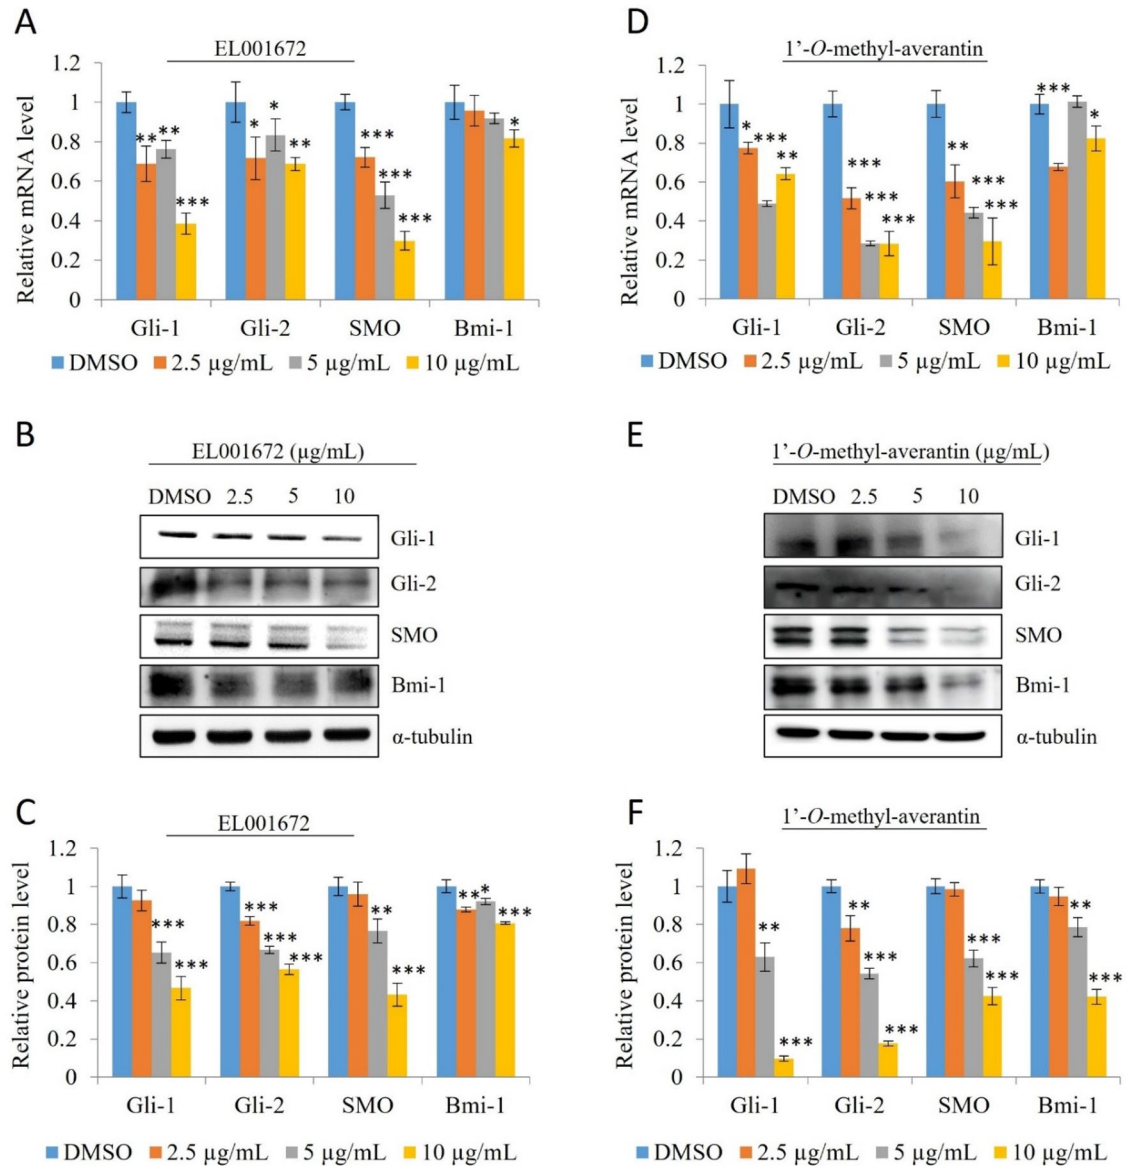 A
EL001672
Relative mRNA level
1.2
1
0.8
0.6
0.4
0.2
0
** ** ***
* * **
*** *** ***
*
Gli-1 Gli-2 SMO Bmi-1
DMSO 2.5 µg/mL 5 µg/mL 10 µg/mL
D
1’-O-methyl-averantin
Relative mRNA level
1.2
1
0.8
0.6
0.4
0.2
0
* *** **
*** *** ***
** *** ***
*** *
Gli-1 Gli-2 SMO Bmi-1
DMSO 2.5 µg/mL 5 µg/mL 10 µg/mL
B
EL001672 (µg/mL)
DMSO 2.5 5 10
Gli-1
Gli-2
SMO
Bmi-1
α-tubulin
E
1’-O-methyl-averantin (µg/mL)
DMSO 2.5 5 10
Gli-1
Gli-2
SMO
Bmi-1
α-tubulin
C
EL001672
Relative protein level
1.2
1
0.8
0.6
0.4
0.2
0
*** ***
*** *** ***
** ***
** * ***
Gli-1 Gli-2 SMO Bmi-1
DMSO 2.5 µg/mL 5 µg/mL 10 µg/mL
F
1’-O-methyl-averantin
Relative protein level
1.2
1
0.8
0.6
0.4
0.2
0
** ***
** *** ***
*** ***
** ***
Gli-1 Gli-2 SMO Bmi-1
DMSO 2.5 µg/mL 5 µg/mL 10 µg/mL